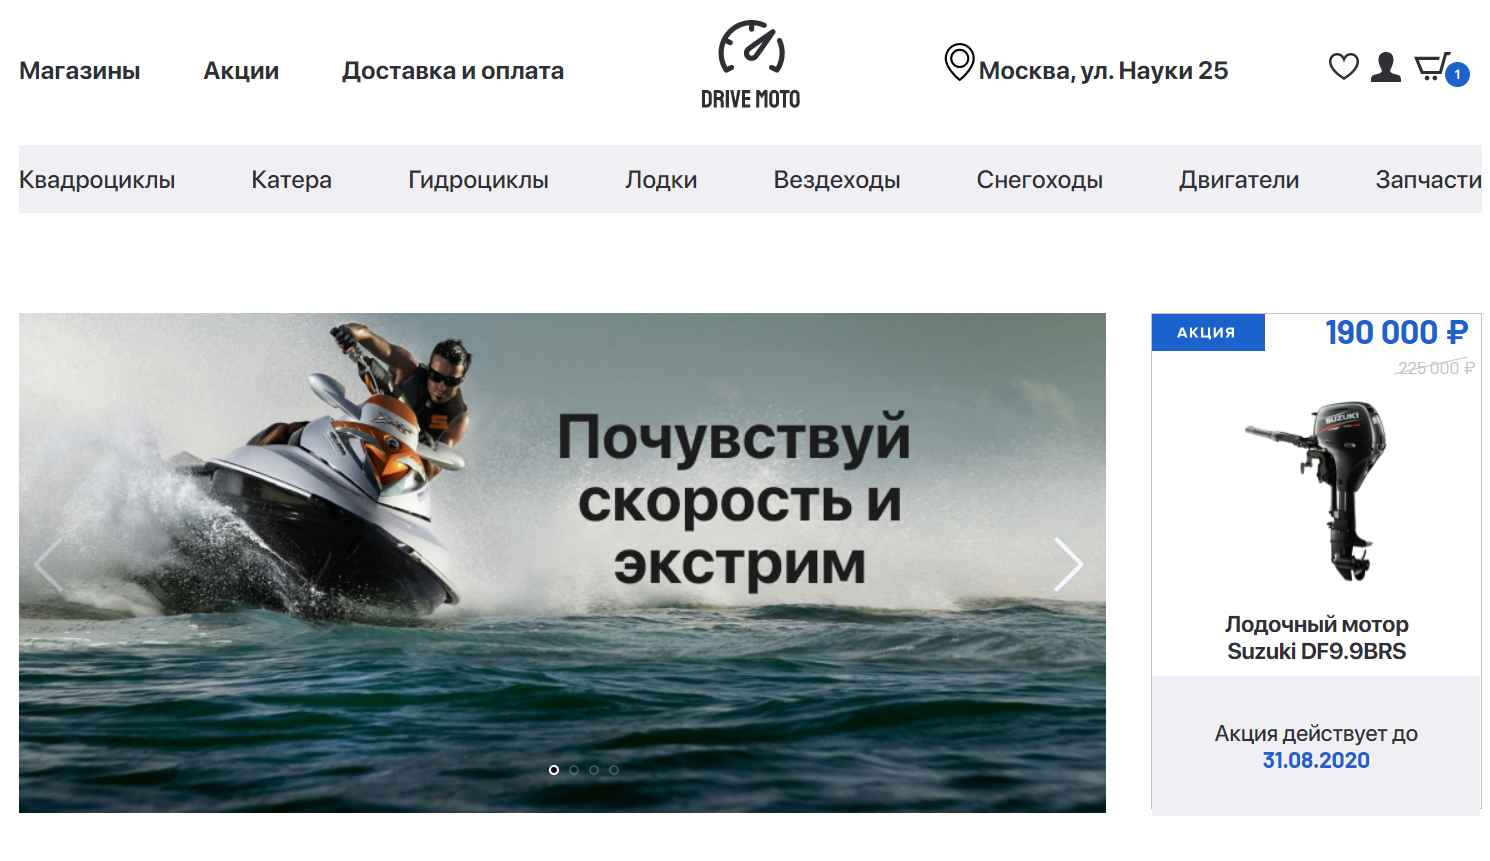 Магазины Акции Доставка и оплата
DRIVE MOTO
Москва, ул. Науки 25
1
Квадроциклы Катера Гидроциклы Лодки Вездеходы Снегоходы Двигатели Запчасти
Почувствуй
скорость и
экстрим
АКЦИЯ
190 000 ₽
225 000 ₽
SUZUKI
Лодочный мотор
Suzuki DF9.9BRS
Акция действует до
31.08.2020